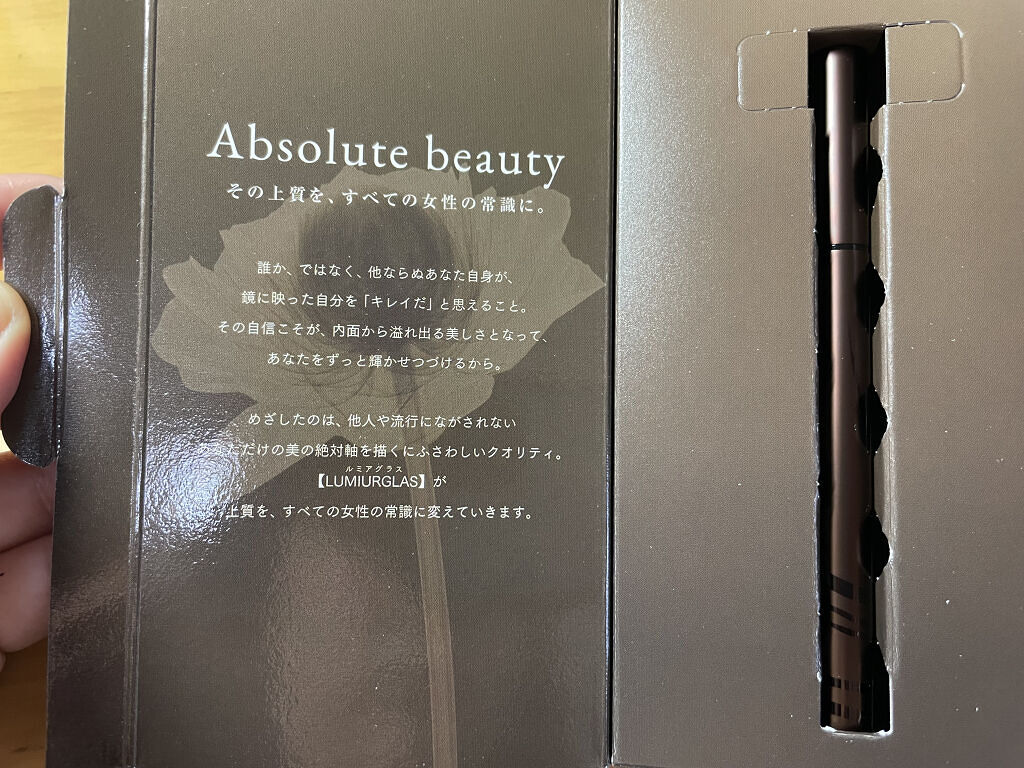 Absolute beauty
その上質を、すべての女性の常識に。
誰か、ではなく、他ならぬあなた自身が、
鏡に映った自分を「キレイだ」と思えること。
その自信こそが、内面から溢れ出る美しさとなって、
あなたをずっと輝かせつづけるから。
めざしたのは、他人や流行にながされない
あなただけの美の絶対軸を描くにふさわしいクオリティ。
ルミアグラス
【LUMIURGLAS】が
上質を、すべての女性の常識に変えていきます。